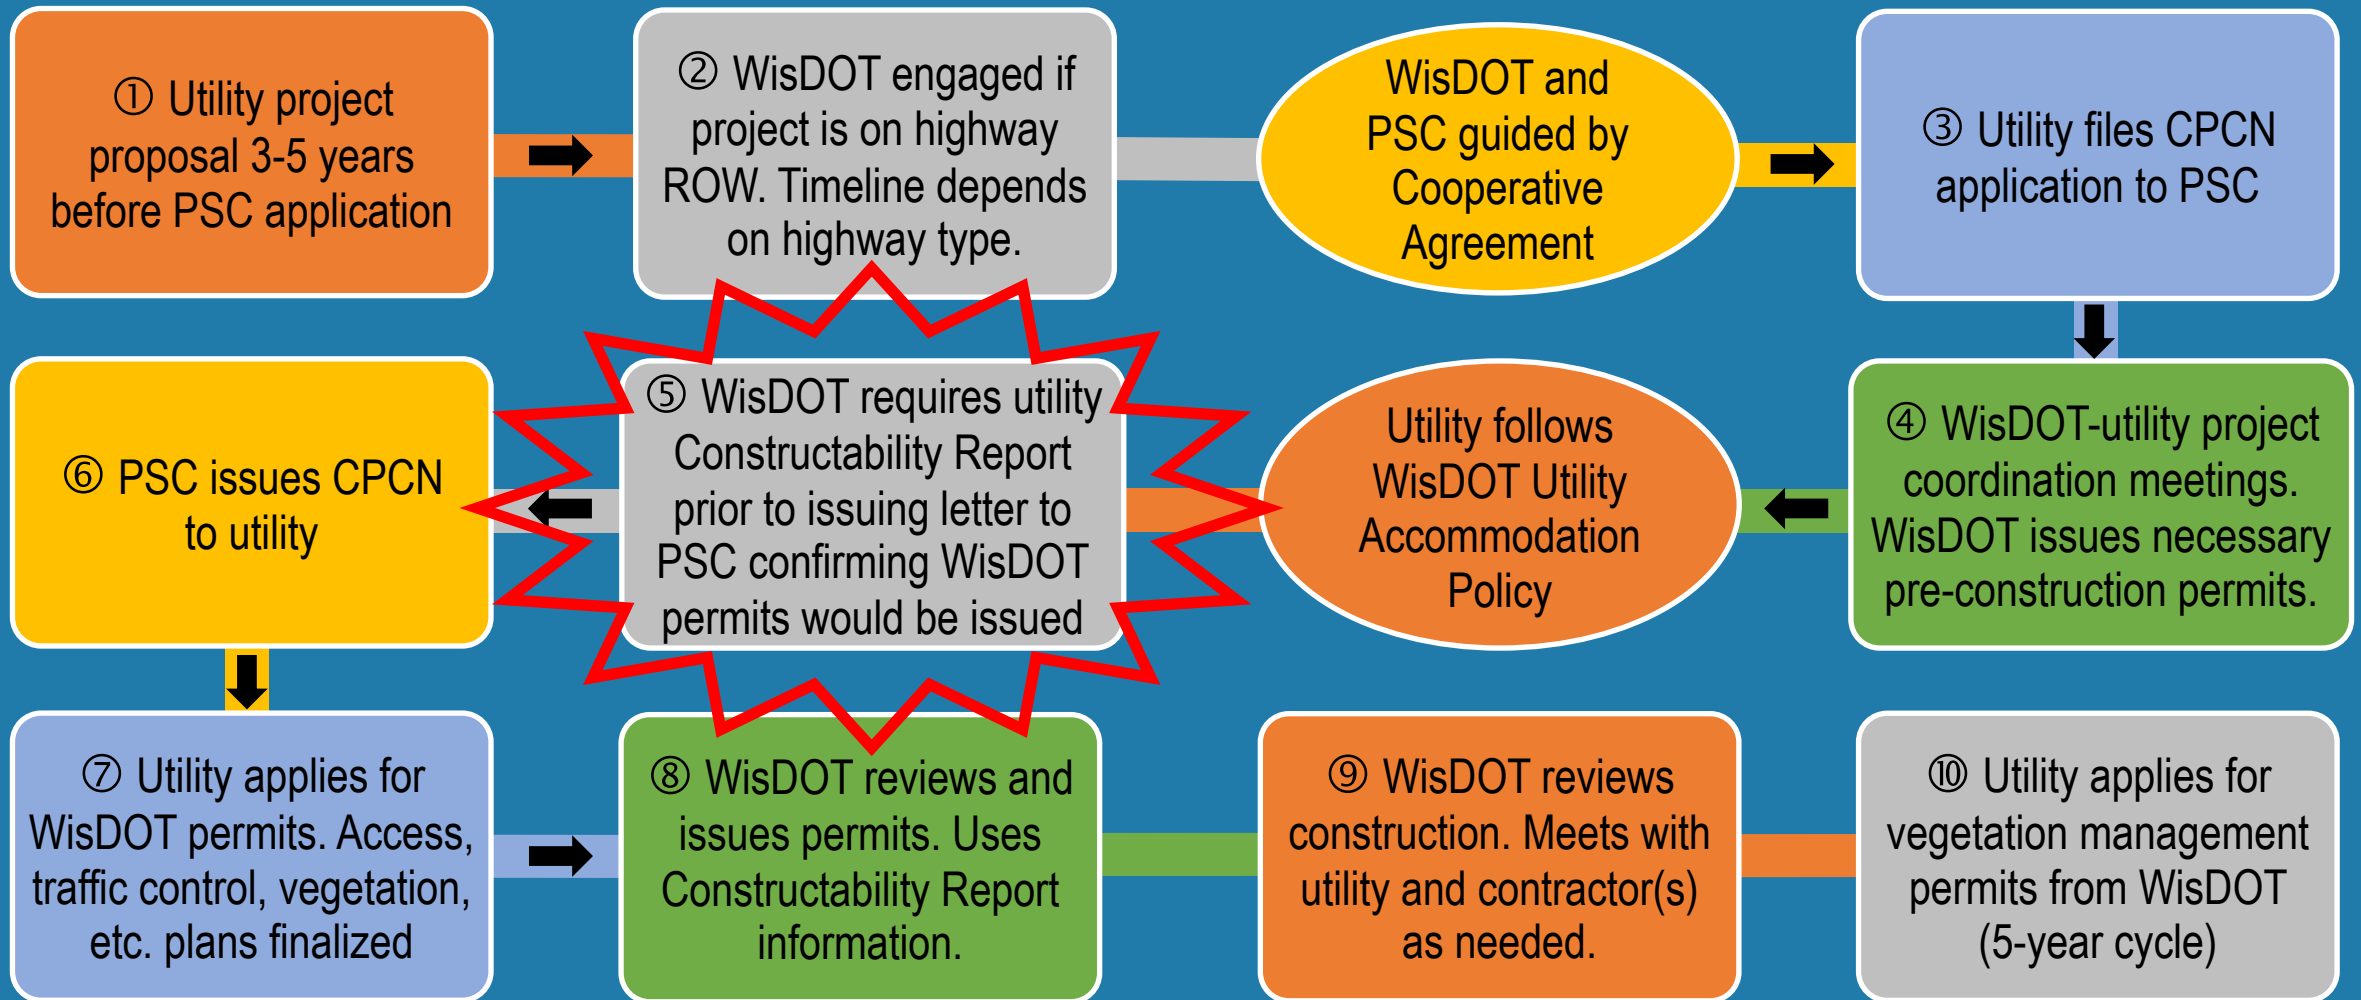 ① Utility project
proposal 3-5 years
before PSC application
② WisDOT engaged if
project is on highway
ROW. Timeline depends
on highway type.
WisDOT and
PSC guided by
Cooperative
Agreement
③ Utility files CPCN
application to PSC
④ WisDOT-utility project
coordination meetings.
WisDOT issues necessary
pre-construction permits.
Utility follows
WisDOT Utility
Accommodation
Policy
⑤ WisDOT requires utility
Constructability Report
prior to issuing letter to
PSC confirming WisDOT
permits would be issued
⑥ PSC issues CPCN
to utility
⑦ Utility applies for
WisDOT permits. Access,
traffic control, vegetation,
etc. plans finalized
⑧ WisDOT reviews and
issues permits. Uses
Constructability Report
information.
⑨ WisDOT reviews
construction. Meets with
utility and contractor(s)
as needed.
⑩ Utility applies for
vegetation management
permits from WisDOT
(5-year cycle)